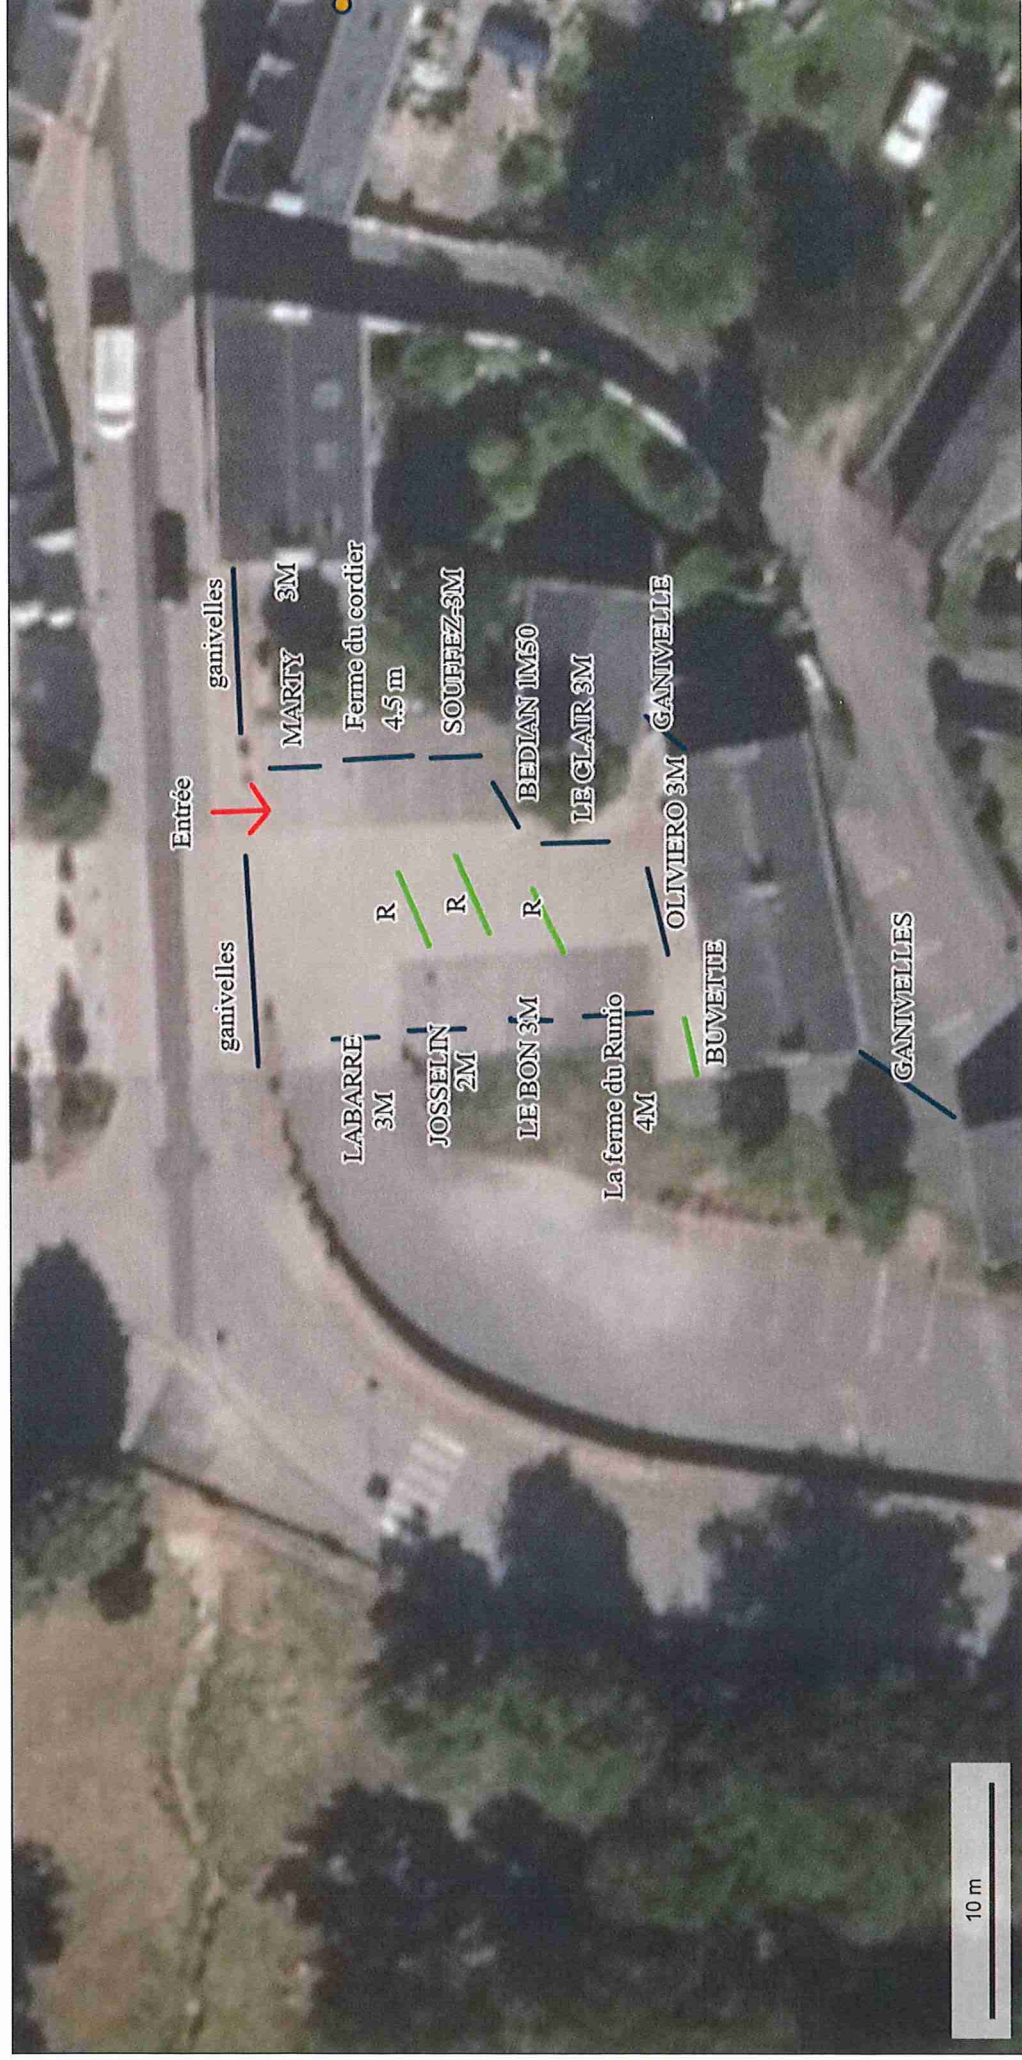 Entrée
ganivelles
ganivelles
MARTY 3M
Ferme du cordier
4.5 m
SOUFFEZ-3M
BEDIAN 1M50
LE CLAIR 3M
GANIVELLE
OLIVIERO 3M
R
R
R
LABARRE
3M
JOSSELIN
2M
LE BON 3M
La ferme du Runio
4M
BUVETTE
GANIVELLES
10 m